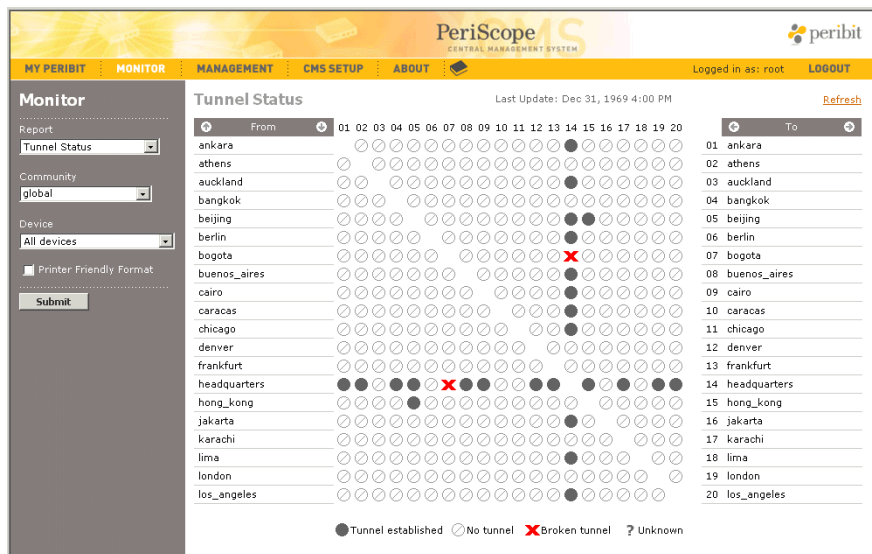 PeriScope
CENTRAL MANAGEMENT SYSTEM
peribit
MY PERIBIT MONITOR MANAGEMENT CMS SETUP ABOUT Logged in as: root LOGOUT
Monitor
Report
Tunnel Status
Community
global
Device
All devices
Printer Friendly Format
Submit
Tunnel Status Last Update: Dec 31, 1969 4:00 PM Refresh
From 01 02 03 04 05 06 07 08 09 10 11 12 13 14 15 16 17 18 19 20 To
ankara 01 ankara
athens 02 athens
auckland 03 auckland
bangkok 04 bangkok
beijing 05 beijing
berlin 06 berlin
bogota 07 bogota
buenos_aires 08 buenos_aires
cairo 09 cairo
caracas 10 caracas
chicago 11 chicago
denver 12 denver
frankfurt 13 frankfurt
headquarters 14 headquarters
hong_kong 15 hong_kong
jakarta 16 jakarta
karachi 17 karachi
lima 18 lima
london 19 london
los_angeles 20 los_angeles
Tunnel established No tunnel Broken tunnel ? Unknown